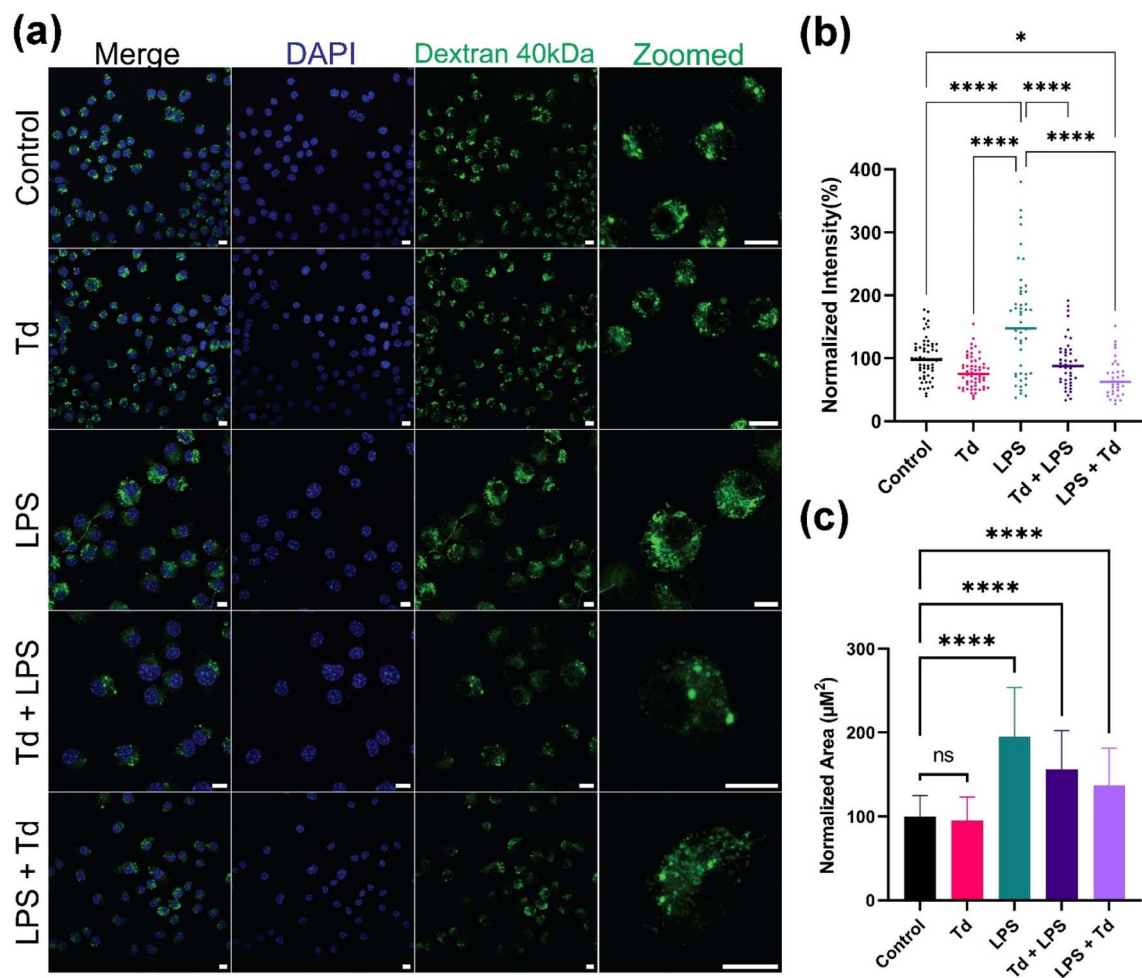 (a)
Merge
DAPI
Dextran 40kDa
Zoomed
Control
Td
LPS
Td + LPS
LPS + Td
(b)
*
**** ****
**** ****
Normalized Intensity(%)
400
300
200
100
0
Control
Td
LPS
Td + LPS
LPS + Td
(c)
****
****
****
ns
Normalized Area (µM²)
300
200
100
0
Control
Td
LPS
Td + LPS
LPS + Td